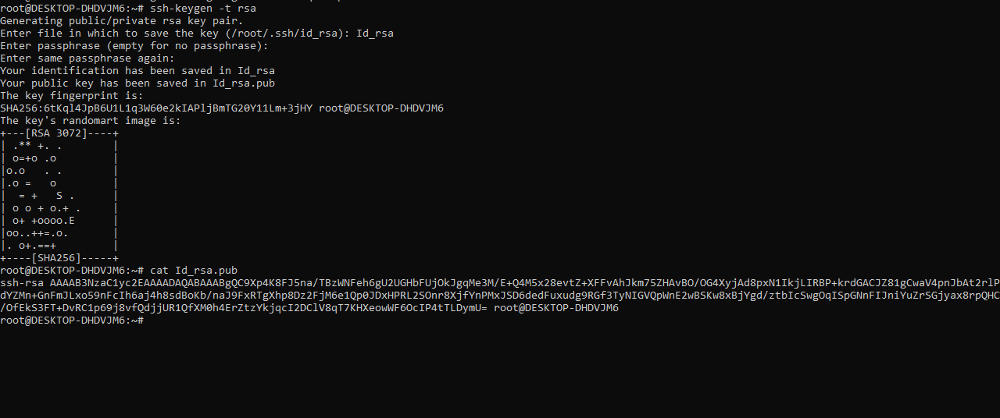 root@DESKTOP-DHDVJM6:~# ssh-keygen -t rsa
Generating public/private rsa key pair.
Enter file in which to save the key (/root/.ssh/id_rsa): Id_rsa
Enter passphrase (empty for no passphrase):
Enter same passphrase again:
Your identification has been saved in Id_rsa
Your public key has been saved in Id_rsa.pub
The key fingerprint is:
SHA256:6tKql4JpB6U1L1q3W60e2kIAPljBmTG20Y11Lm+3jHY root@DESKTOP-DHDVJM6
The key's randomart image is:
+---[RSA 3072]----+
| .** +. .        |
| o=+o .o         |
|o.o   . .        |
|.o =   o         |
|  = +   S .      |
| o o + o.+ .     |
| o+ +oooo.E      |
|oo..++=.o.       |
|. o+.==+         |
+----[SHA256]-----+
root@DESKTOP-DHDVJM6:~# cat Id_rsa.pub
ssh-rsa AAAAB3NzaC1yc2EAAAADAQABAAABgQC9Xp4K8FJ5na/TBzWNFeh6gU2UGHbFUjOkJgqMe3M/E+Q4M5x28evtZ+XFFvAhJkm75ZHAvBO/OG4XyjAd8pxN1IkjLIRBP+krdGACJZ81gCwaV4pnJbAt2rlP
dYZMn+GnFmJLxo59nFcIh6aj4h8sdBoKb/naJ9FxRTgXhp8Dz2FjM6e1Qp0JDxHPRL2SOnr8XjfYnPMxJSD6dedFuxudg9RGf3TyNIGVQpWnE2wBSKw8xBjYgd/ztbIcSwgOqISpGNnFIJniYuZrSGjyax8rpQHC
/OfEkS3FT+DvRC1p69j8vfQdjjUR1QfXM0h4ErZtzYkjqcI2DClV8qT7KHXeowWF6OcIP4tTLDymU= root@DESKTOP-DHDVJM6
root@DESKTOP-DHDVJM6:~#